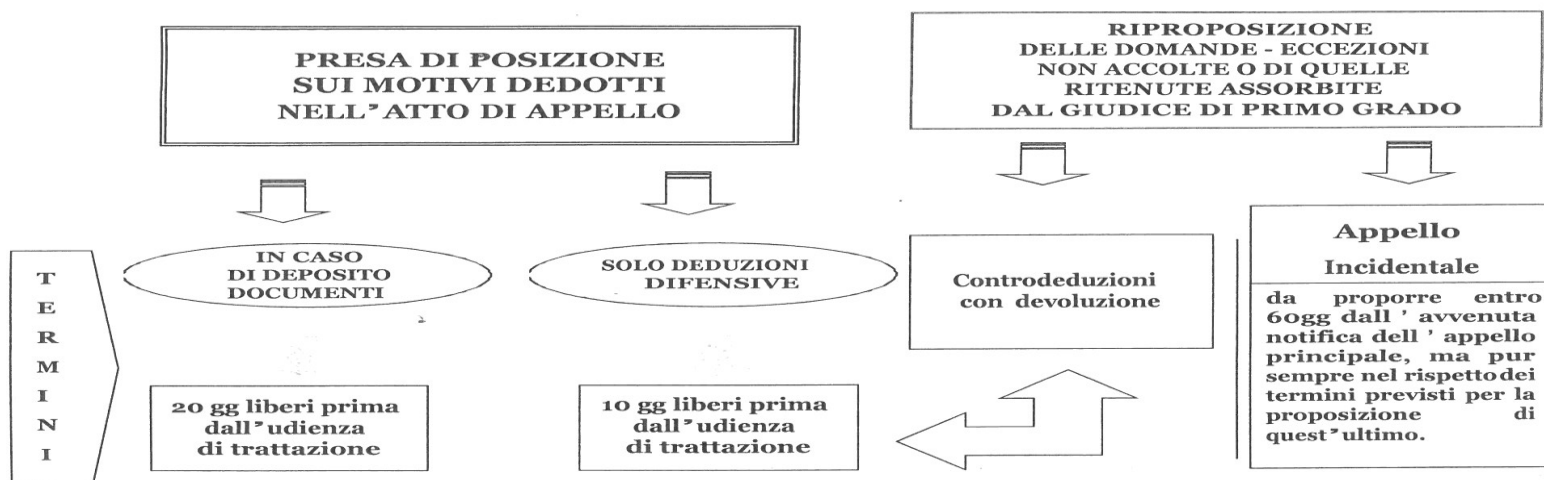 PRESA DI POSIZIONE
SUI MOTIVI DEDOTTI
NELL'ATTO DI APPELLO
RIPROPOSIZIONE
DELLE DOMANDE - ECCEZIONI
NON ACCOLTE O DI QUELLE
RITENUTE ASSORBITE
DAL GIUDICE DI PRIMO GRADO
TERMINI
IN CASO
DI DEPOSITO
DOCUMENTI
SOLO DEDUZIONI
DIFENSIVE
Controdeduzioni
con devoluzione
Appello
Incidentale
da proporre entro
60gg dall' avvenuta
notifica dell' appello
principale, ma pur
sempre nel rispetto dei
termini previsti per la
proposizione di
quest'ultimo.
20 gg liberi prima
dall'udienza
di trattazione
10 gg liberi prima
dall'udienza
di trattazione